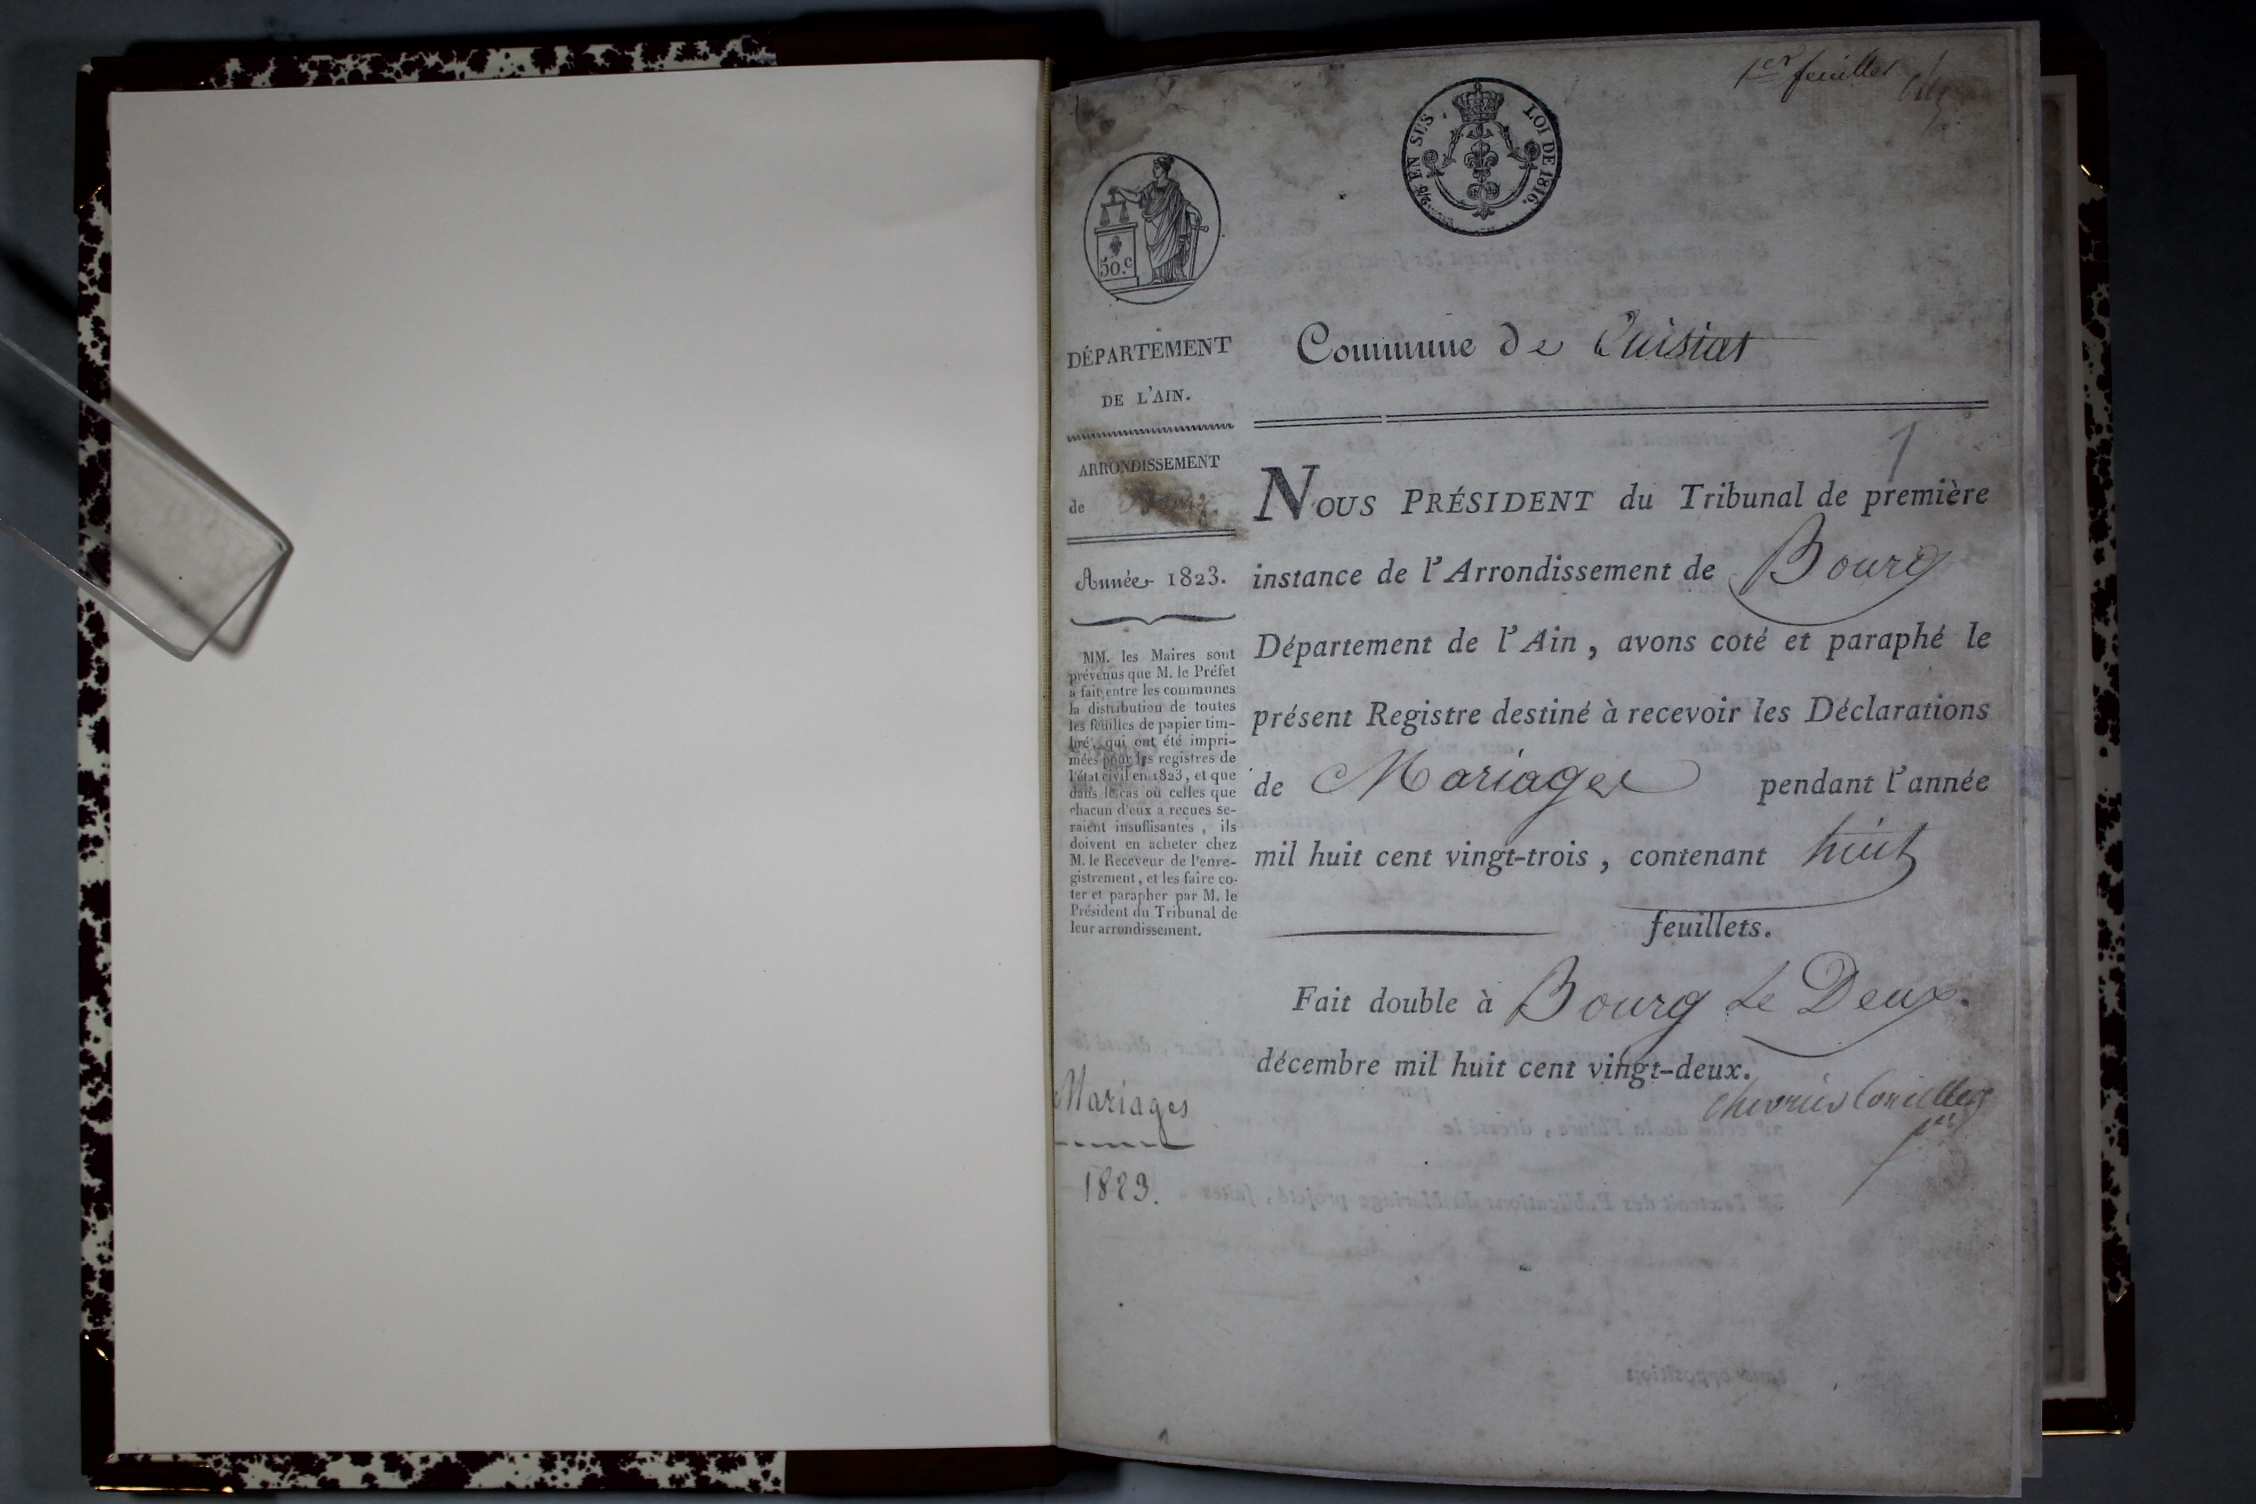 1er feuillet
EN SUS
LOI DE 1816.
50.c
DÉPARTEMENT
DE L'AIN.
ARRONDISSEMENT
de Bourg.
Année 1823.
MM. les Maires sont
prévenus que M. le Préfet
a fait entre les communes
la distribution de toutes
les feuilles de papier tim-
bré, qui ont été impri-
mées pour les registres de
l'état civil en 1823, et que
dans le cas où celles que
chacun d'eux a reçues se-
raient insuffisantes, ils
doivent en acheter chez
M. le Receveur de l'enre-
gistrement, et les faire co-
ter et parapher par M. le
Président du Tribunal de
leur arrondissement.
Mariages
1823.
Commune de Cuisiat
1
NOUS PRÉSIDENT du Tribunal de première
instance de l'Arrondissement de Bourg
Département de l'Ain, avons coté et paraphé le
présent Registre destiné à recevoir les Déclarations
de Mariages pendant l'année
mil huit cent vingt-trois, contenant huit
feuillets.
Fait double à Bourg Le Deux.
décembre mil huit cent vingt-deux.
1